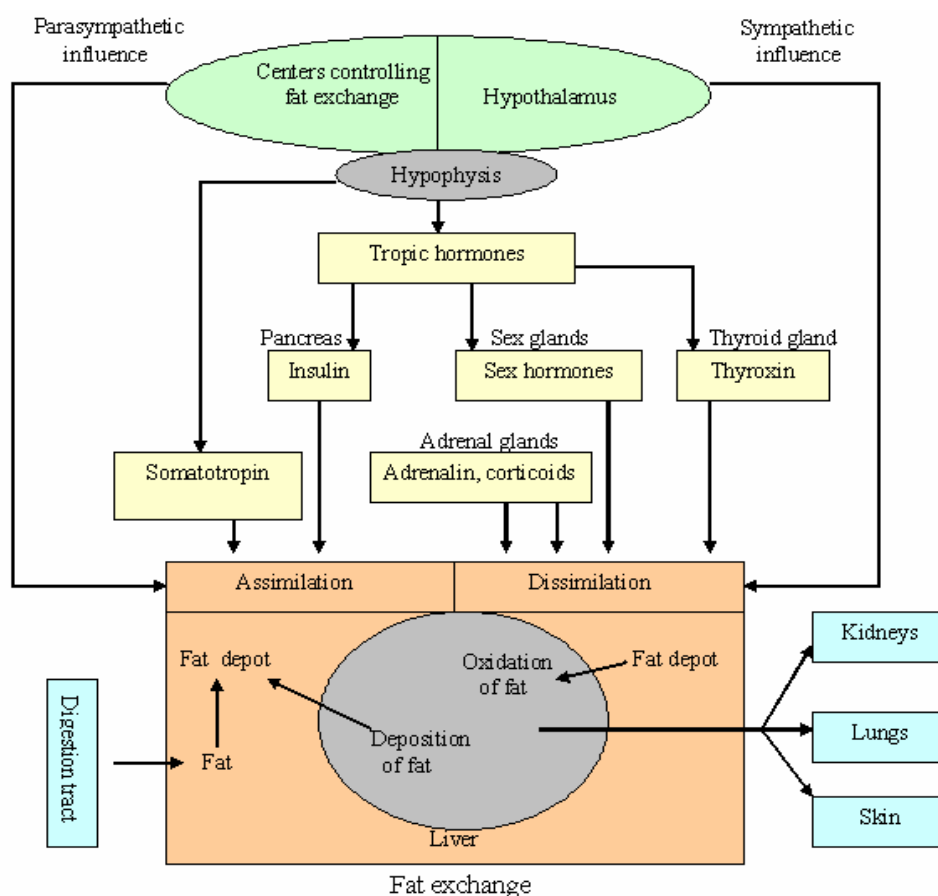 Parasympathetic
influence
Sympathetic
influence
Centers controlling
fat exchange
Hypothalamus
Hypophysis
Tropic hormones
Pancreas
Sex glands
Thyroid gland
Insulin
Sex hormones
Thyroxin
Adrenal glands
Somatotropin
Adrenalin, corticoids
Assimilation
Dissimilation
Kidneys
Fat depot
Oxidation
of fat
Fat depot
Digestion tract
Fat
Deposition
of fat
Lungs
Skin
Liver
Fat exchange